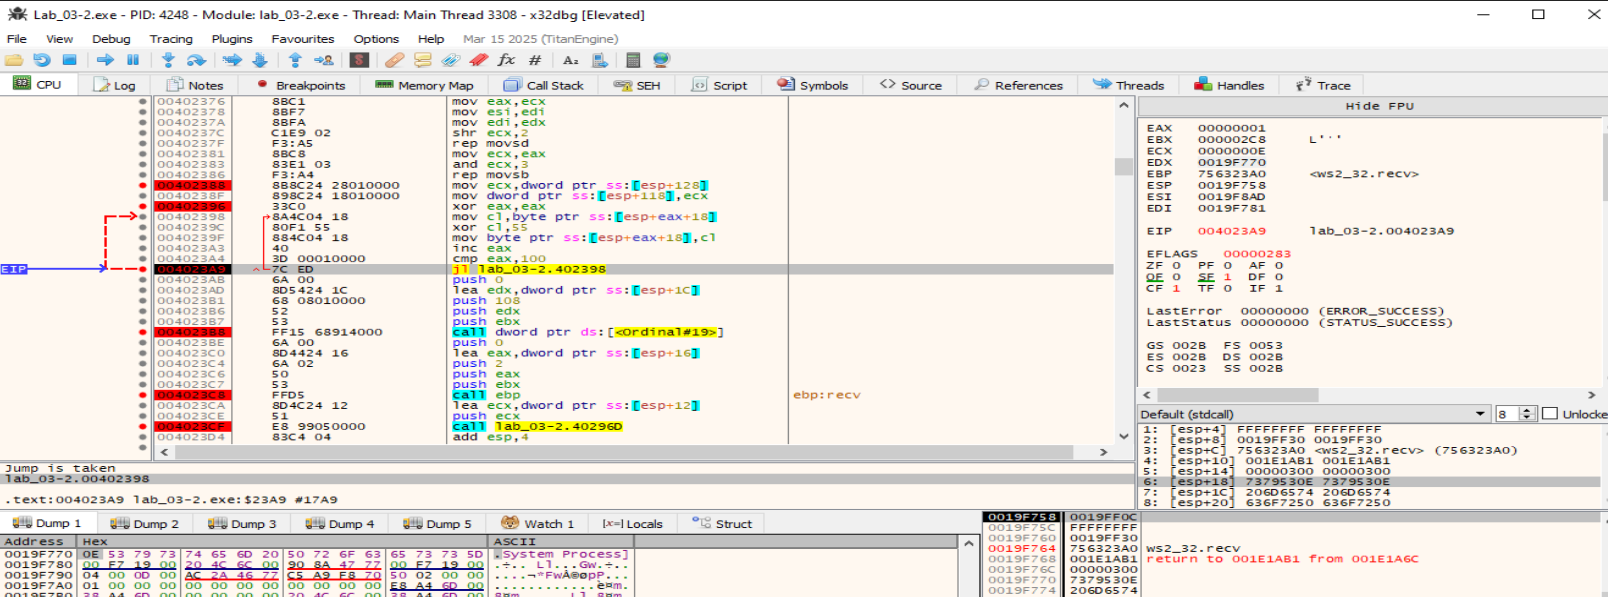 Lab_03-2.exe - PID: 4248 - Module: lab_03-2.exe - Thread: Main Thread 3308 - x32dbg [Elevated]
File View Debug Tracing Plugins Favourites Options Help Mar 15 2025 (TitanEngine)
CPU Log Notes Breakpoints Memory Map Call Stack SEH Script Symbols Source References Threads Handles Trace
00402376 8BC1 mov eax,ecx
00402378 8BF7 mov esi,edi
0040237A 8BFA mov edi,edx
0040237C C1E9 02 shr ecx,2
0040237F F3:A5 rep movsd
00402381 8BC8 mov ecx,eax
00402383 83E1 03 and ecx,3
00402386 F3:A4 rep movsb
00402388 8B8C24 28010000 mov ecx,dword ptr ss:[esp+128]
0040238F 898C24 18010000 mov dword ptr ss:[esp+118],ecx
00402396 33C0 xor eax,eax
00402398 8A4C04 18 mov cl,byte ptr ss:[esp+eax+18]
0040239C 80F1 55 xor cl,55
0040239F 884C04 18 mov byte ptr ss:[esp+eax+18],cl
004023A3 40 inc eax
004023A4 3D 00010000 cmp eax,100
EIP 004023A9 7C ED jl lab_03-2.402398
004023AB 6A 00 push 0
004023AD 8D5424 1C lea edx,dword ptr ss:[esp+1C]
004023B1 68 08010000 push 108
004023B6 52 push edx
004023B7 53 push ebx
004023B8 FF15 68914000 call dword ptr ds:[<Ordinal#19>]
004023BE 6A 00 push 0
004023C0 8D4424 16 lea eax,dword ptr ss:[esp+16]
004023C4 6A 02 push 2
004023C6 50 push eax
004023C7 53 push ebx
004023C8 FFD5 call ebp ebp:recv
004023CA 8D4C24 12 lea ecx,dword ptr ss:[esp+12]
004023CE 51 push ecx
004023CF E8 99050000 call lab_03-2.40296D
004023D4 83C4 04 add esp,4
Jump is taken
lab_03-2.00402398
.text:004023A9 lab_03-2.exe:$23A9 #17A9
Hide FPU
EAX 00000001
EBX 000002C8 L'ˈ'
ECX 0000000E
EDX 0019F770
EBP 756323A0 <ws2_32.recv>
ESP 0019F758
ESI 0019F8AD
EDI 0019F781
EIP 004023A9 lab_03-2.004023A9
EFLAGS 00000283
ZF 0 PF 0 AF 0
OF 0 SF 1 DF 0
CF 1 TF 0 IF 1
LastError 00000000 (ERROR_SUCCESS)
LastStatus 00000000 (STATUS_SUCCESS)
GS 002B FS 0053
ES 002B DS 002B
CS 0023 SS 002B
Default (stdcall) 8 Unlocke
1: [esp+4] FFFFFFFF FFFFFFFF
2: [esp+8] 0019FF30 0019FF30
3: [esp+C] 756323A0 <ws2_32.recv> (756323A0)
4: [esp+10] 001E1AB1 001E1AB1
5: [esp+14] 00000300 00000300
6: [esp+18] 7379530E 7379530E
7: [esp+1C] 206D6574 206D6574
8: [esp+20] 636F7250 636F7250
Dump 1 Dump 2 Dump 3 Dump 4 Dump 5 Watch 1 [x=] Locals Struct
Address Hex ASCII
0019F770 0E 53 79 73 74 65 6D 20 50 72 6F 63 65 73 73 5D .System Process]
0019F780 00 F7 19 00 20 4C 6C 00 90 8A 47 77 00 F7 19 00 .÷.. Ll...Gw.÷..
0019F790 04 00 0D 00 AC 2A 46 77 C5 A9 F8 70 50 02 00 00 ....¬*FwÅ©øpP...
0019F7A0 01 00 00 00 00 00 00 00 00 00 00 00 E8 A4 6D 00 ............è¤m.
0019F758 0019FF0C
0019F75C FFFFFFFF
0019F760 0019FF30
0019F764 756323A0 ws2_32.recv
0019F768 001E1AB1 return to 001E1AB1 from 001E1A6C
0019F76C 00000300
0019F770 7379530E
0019F774 206D6574